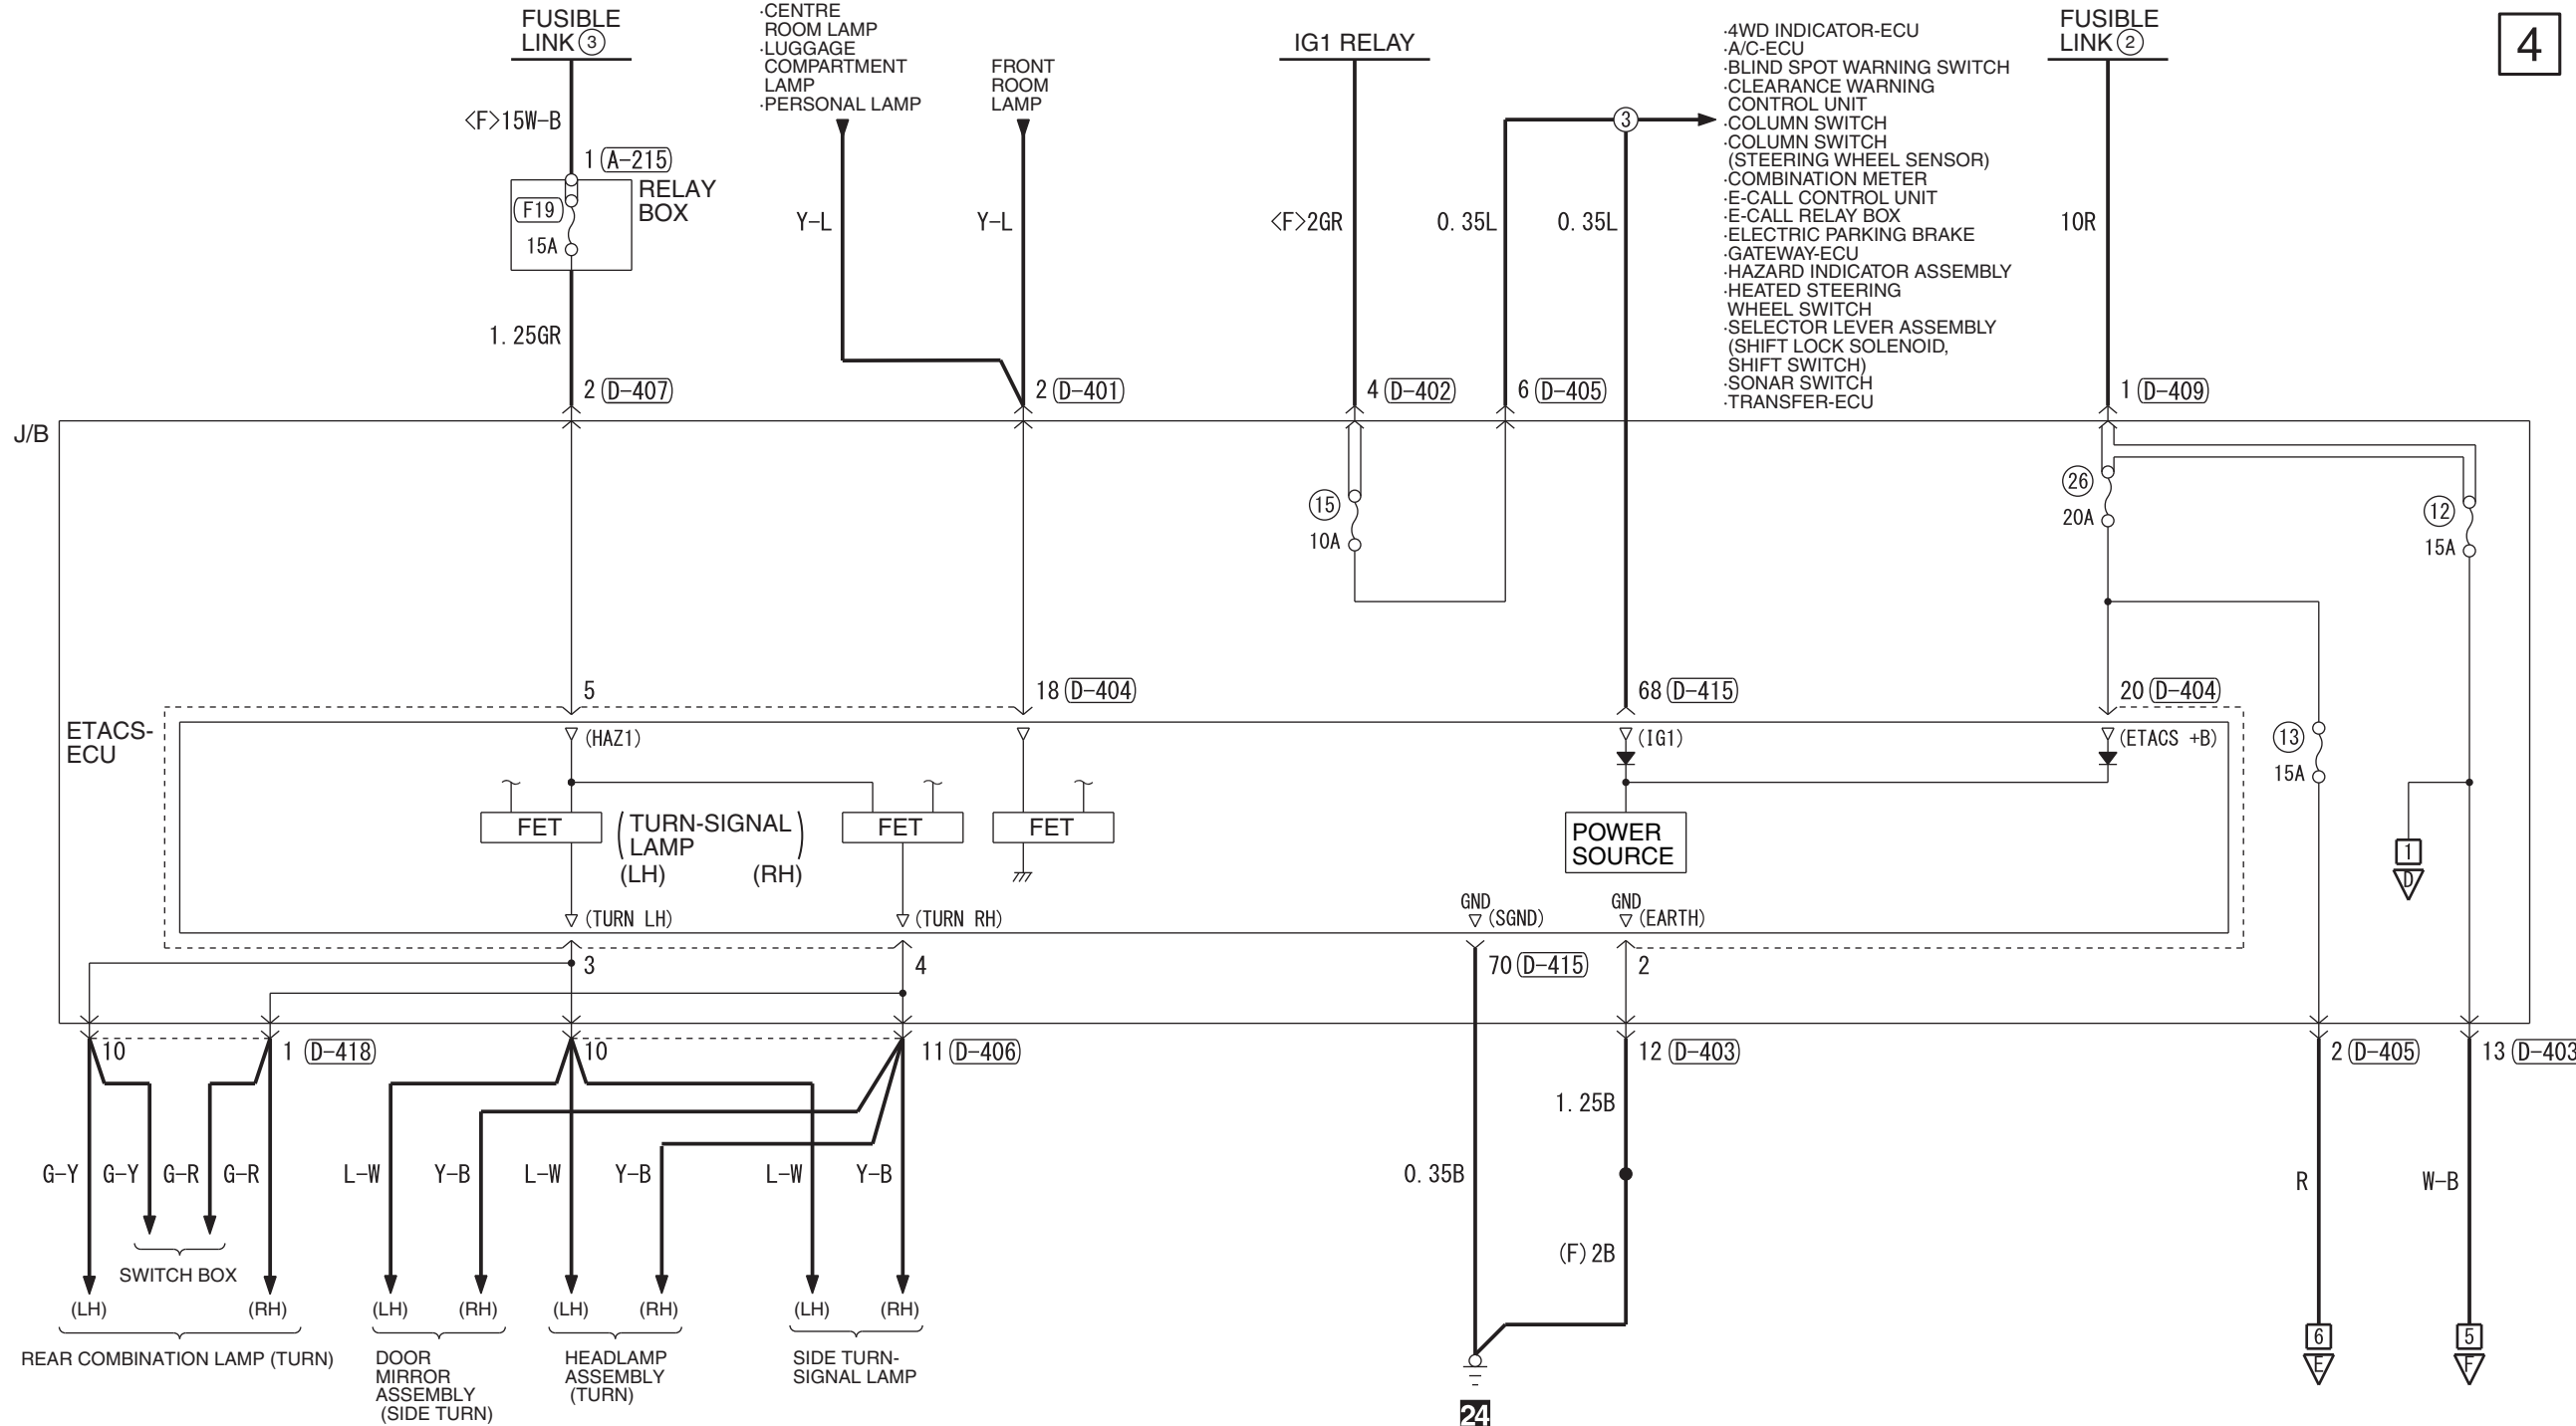 4
FUSIBLE
LINK 3
·CENTRE
ROOM LAMP
·LUGGAGE
COMPARTMENT
LAMP
·PERSONAL LAMP
FRONT
ROOM
LAMP
IG1 RELAY
3
·4WD INDICATOR-ECU
·A/C-ECU
·BLIND SPOT WARNING SWITCH
·CLEARANCE WARNING
CONTROL UNIT
·COLUMN SWITCH
·COLUMN SWITCH
(STEERING WHEEL SENSOR)
·COMBINATION METER
·E-CALL CONTROL UNIT
·E-CALL RELAY BOX
·ELECTRIC PARKING BRAKE
·GATEWAY-ECU
·HAZARD INDICATOR ASSEMBLY
·HEATED STEERING
WHEEL SWITCH
·SELECTOR LEVER ASSEMBLY
(SHIFT LOCK SOLENOID,
SHIFT SWITCH)
·SONAR SWITCH
·TRANSFER-ECU
FUSIBLE
LINK 2
<F>15W-B
1 A-215
RELAY
BOX
F19
15A
Y-L
Y-L
<F>2GR
0.35L
0.35L
10R
1.25GR
2 D-407
2 D-401
4 D-402
6 D-405
1 D-409
J/B
15
10A
26
20A
12
15A
5
18 D-404
68 D-415
20 D-404
ETACS-
ECU
(HAZ1)
(IG1)
(ETACS +B)
13
15A
FET
TURN-SIGNAL
LAMP
(LH)
(RH)
FET
FET
POWER
SOURCE
1
D
(TURN LH)
(TURN RH)
GND
(SGND)
GND
(EARTH)
3
4
70 D-415
2
10
1 D-418
10
11 D-406
12 D-403
2 D-405
13 D-403
1.25B
G-Y
G-Y
G-R
G-R
L-W
Y-B
L-W
Y-B
L-W
Y-B
0.35B
R
W-B
(F)2B
SWITCH BOX
(LH)
(RH)
(LH)
(RH)
(LH)
(RH)
(LH)
(RH)
6
E
5
F
REAR COMBINATION LAMP (TURN)
DOOR
MIRROR
ASSEMBLY
(SIDE TURN)
HEADLAMP
ASSEMBLY
(TURN)
SIDE TURN-
SIGNAL LAMP
24